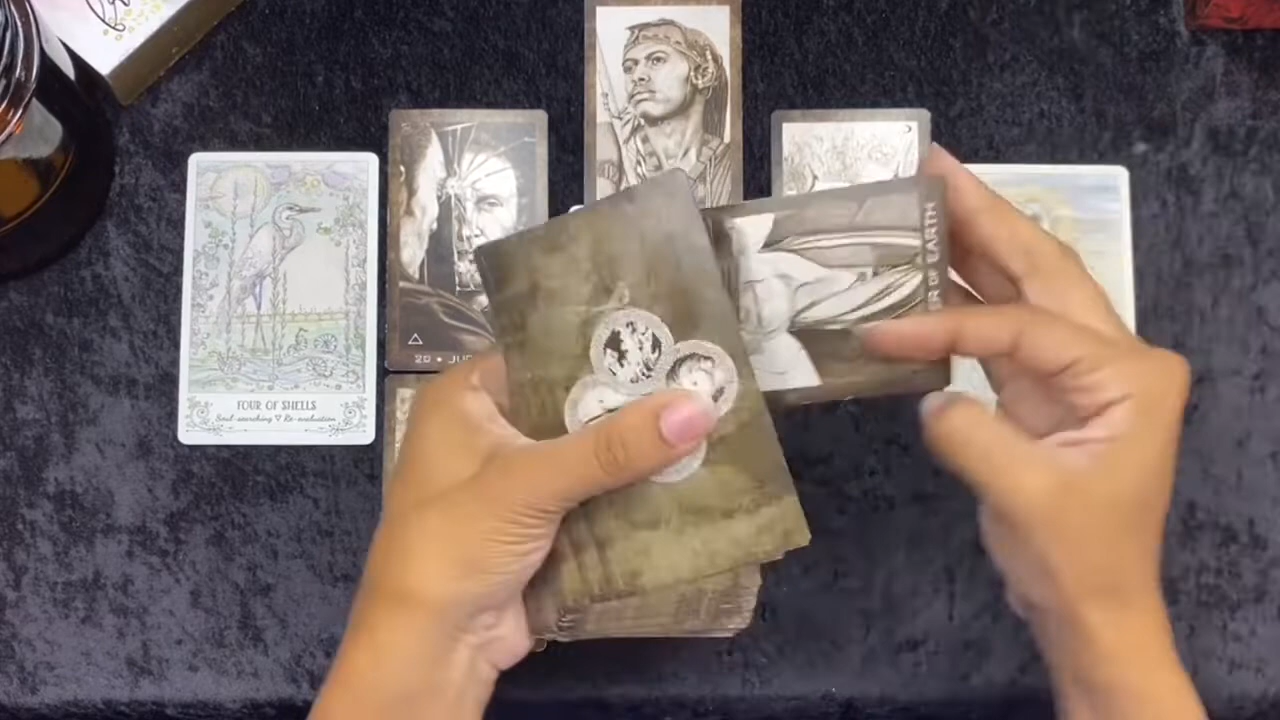 20 • JU
R OF EARTH
FOUR OF SHELLS
Soul-searching ♡ Re-evaluation